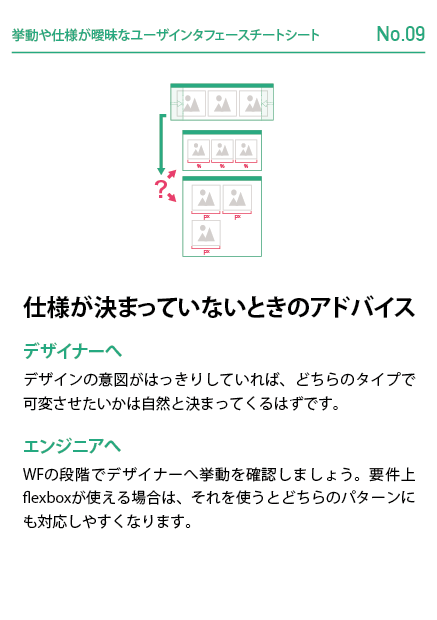 挙動や仕様が曖昧なユーザインタフェースチートシート
No.09
% % %
?
px px
px
仕様が決まっていないときのアドバイス
デザイナーへ
デザインの意図がはっきりしていれば、どちらのタイプで
可変させたいかは自然と決まってくるはずです。
エンジニアへ
WFの段階でデザイナーへ挙動を確認しましょう。要件上
flexboxが使える場合は、それを使うとどちらのパターンに
も対応しやすくなります。